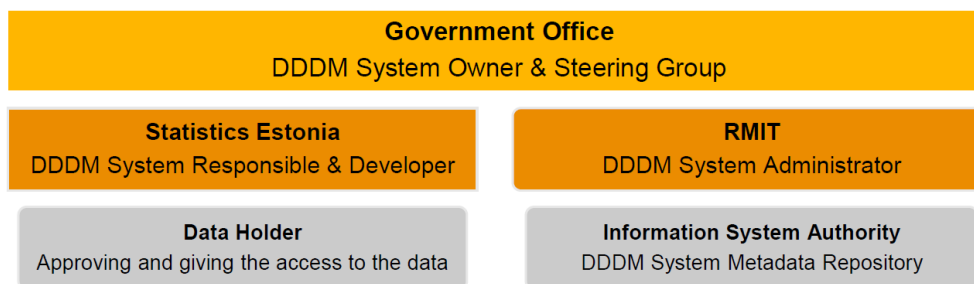 Government Office
DDDM System Owner & Steering Group
Statistics Estonia
DDDM System Responsible & Developer
RMIT
DDDM System Administrator
Data Holder
Approving and giving the access to the data
Information System Authority
DDDM System Metadata Repository